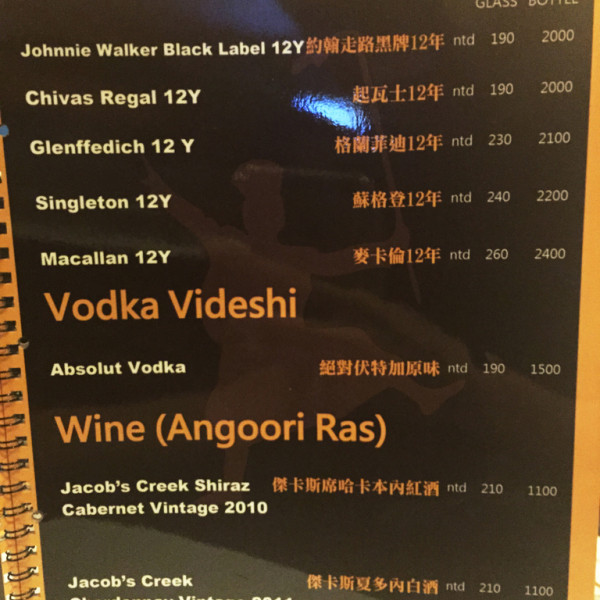 GLASS BOTTLE
Johnnie Walker Black Label 12Y 約翰走路黑牌12年 ntd 190 2000
Chivas Regal 12Y 起瓦士12年 ntd 190 2000
Glenffedich 12 Y 格蘭菲迪12年 ntd 230 2100
Singleton 12Y 蘇格登12年 ntd 240 2200
Macallan 12Y 麥卡倫12年 ntd 260 2400
Vodka Videshi
Absolut Vodka 絕對伏特加原味 ntd 190 1500
Wine (Angoori Ras)
Jacob's Creek Shiraz 傑卡斯席哈卡本內紅酒 ntd 210 1100
Cabernet Vintage 2010
Jacob's Creek 傑卡斯夏多內白酒 ntd 210 1100